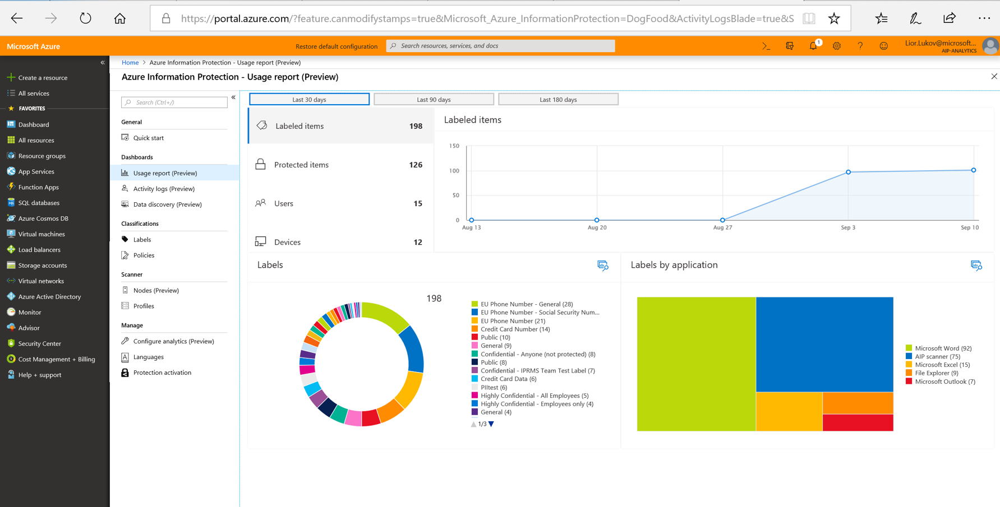 https://portal.azure.com/?feature.canmodifystamps=true&Microsoft_Azure_InformationProtection=DogFood&ActivityLogsBlade=true&S
Microsoft Azure
Restore default configuration
Search resources, services, and docs
1
Lior.Lukov@microsoft...
AIP-ANALYTICS
Home > Azure Information Protection - Usage report (Preview)
Azure Information Protection - Usage report (Preview)
Create a resource
All services
FAVORITES
Dashboard
All resources
Resource groups
App Services
Function Apps
SQL databases
Azure Cosmos DB
Virtual machines
Load balancers
Storage accounts
Virtual networks
Azure Active Directory
Monitor
Advisor
Security Center
Cost Management + Billing
Help + support
Search (Ctrl+/)
General
Quick start
Dashboards
Usage report (Preview)
Activity logs (Preview)
Data discovery (Preview)
Classifications
Labels
Policies
Scanner
Nodes (Preview)
Profiles
Manage
Configure analytics (Preview)
Languages
Protection activation
Last 30 days
Last 90 days
Last 180 days
Labeled items 198
Protected items 126
Users 15
Devices 12
Labeled items
150
100
50
0
Aug 13
Aug 20
Aug 27
Sep 3
Sep 10
Labels
198
EU Phone Number - General (28)
EU Phone Number - Social Security Num...
EU Phone Number (21)
Credit Card Number (14)
Public (10)
General (9)
Confidential - Anyone (not protected) (8)
Public (8)
Confidential - IPRMS Team Test Label (7)
Credit Card Data (6)
PIItest (6)
Highly Confidential - All Employees (5)
Highly Confidential - Employees only (4)
General (4)
1/3
Labels by application
Microsoft Word (92)
AIP scanner (75)
Microsoft Excel (15)
File Explorer (9)
Microsoft Outlook (7)